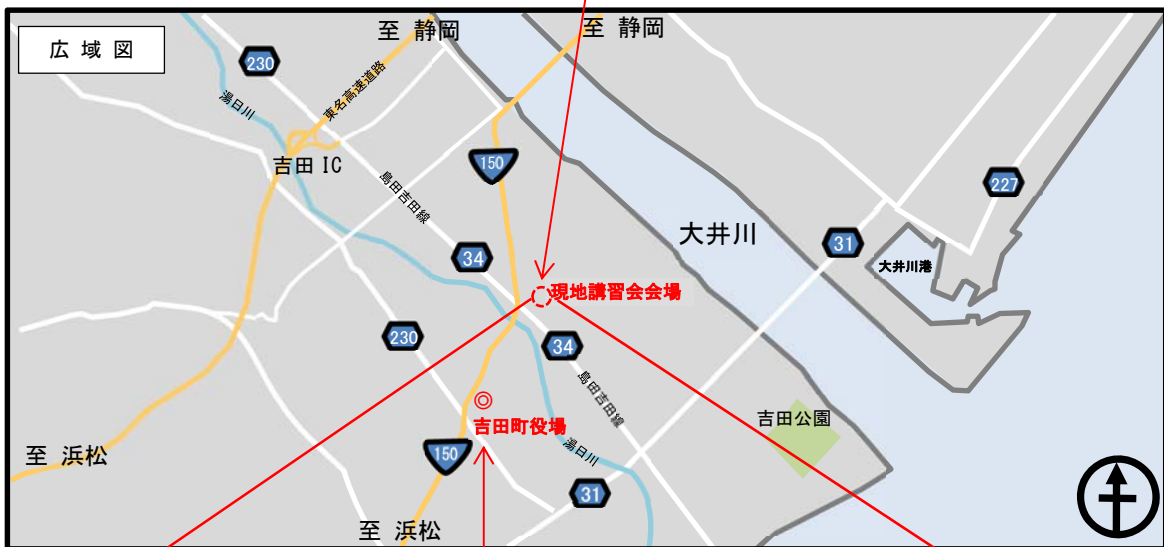 広域図
至 静岡
至 静岡
230
東名高速道路
湯日川
吉田 IC
150
島田吉田線
227
大井川
31
34
大井川港
現地講習会会場
230
34
島田吉田線
吉田町役場
吉田公園
至 浜松
150
湯日川
31
至 浜松